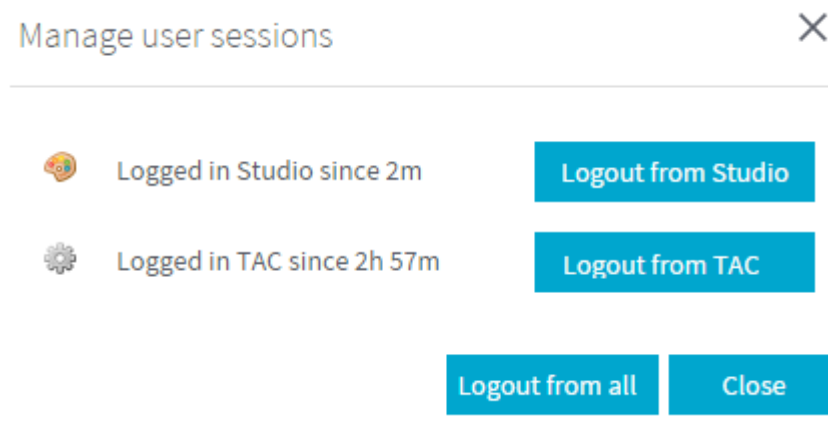 Manage user sessions
Logged in Studio since 2m
Logout from Studio
Logged in TAC since 2h 57m
Logout from TAC
Logout from all
Close